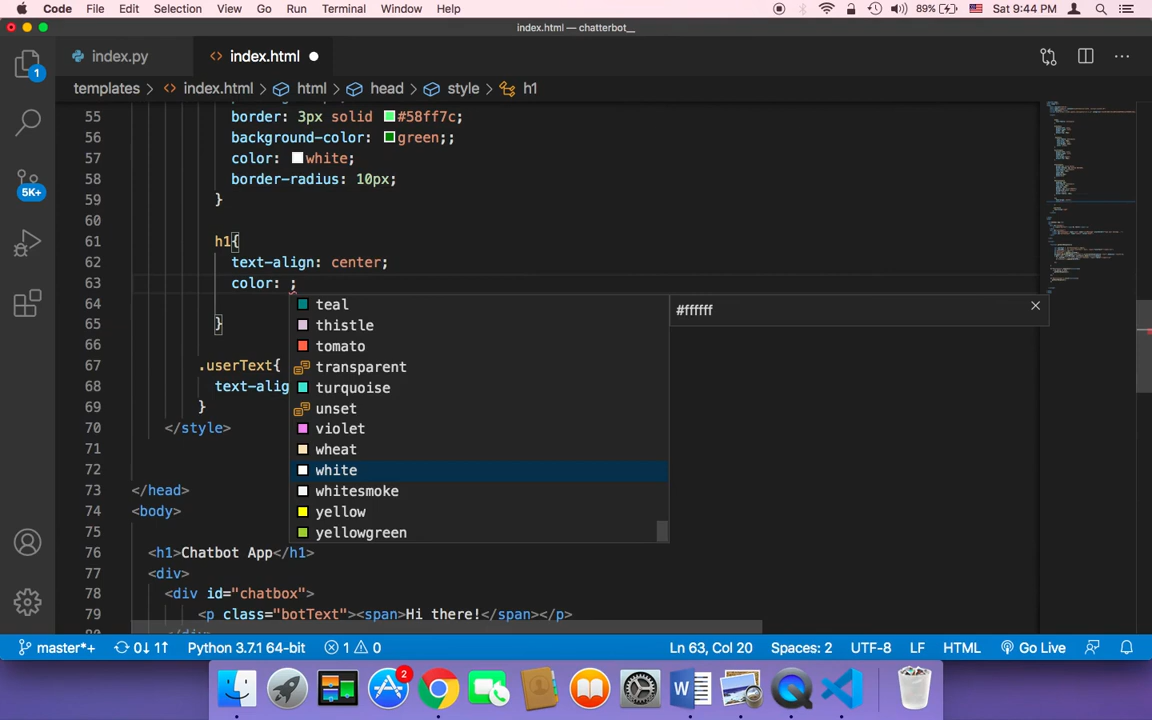 Code File Edit Selection View Go Run Terminal Window Help 89% Sat 9:44 PM
index.html — chatterbot__
index.py index.html
templates > index.html > html > head > style > h1
1
5K+
55 border: 3px solid #58ff7c;
56 background-color: green;;
57 color: white;
58 border-radius: 10px;
59 }
60
61 h1{
62 text-align: center;
63 color: ;
64
65 }
66
67 .userText{
68 text-alig
69 }
70 </style>
71
72
73 </head>
74 <body>
75
76 <h1>Chatbot App</h1>
77 <div>
78 <div id="chatbox">
79 <p class="botText"><span>Hi there!</span></p>
teal
thistle
tomato
transparent
turquoise
unset
violet
wheat
white
whitesmoke
yellow
yellowgreen
#ffffff
master*+ 0↓ 1↑ Python 3.7.1 64-bit 1 0 Ln 63, Col 20 Spaces: 2 UTF-8 LF HTML Go Live
2